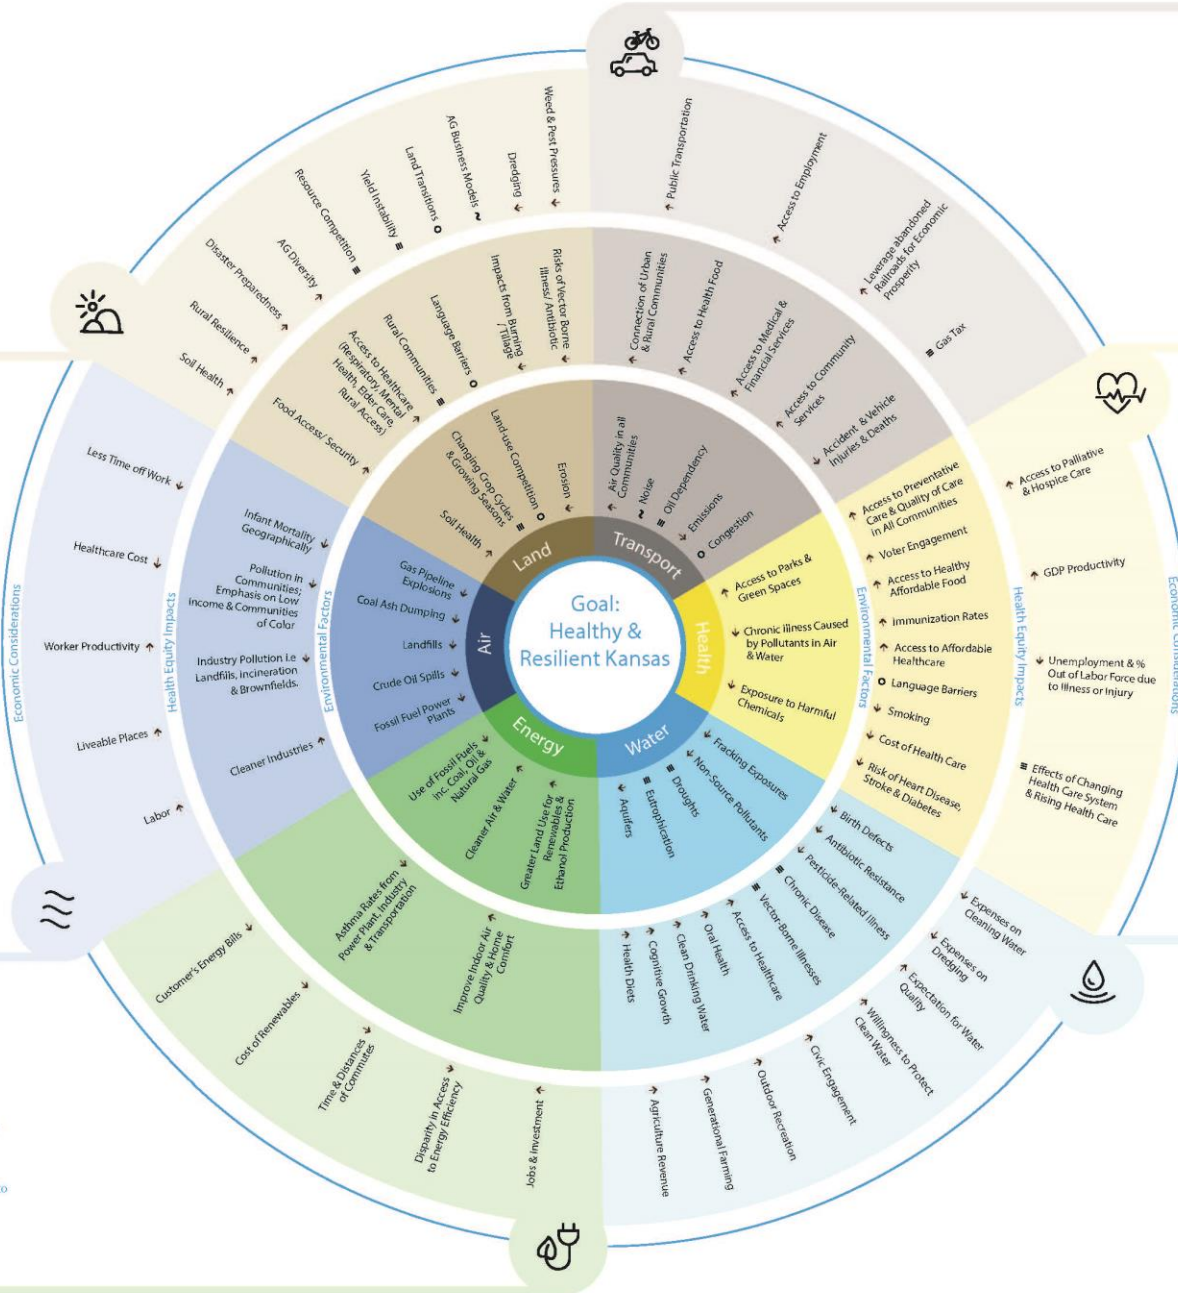 Goal:
Healthy &
Resilient Kansas
Land
Transport
Health
Water
Energy
Air
Environmental Factors
Health Equity Impacts
Economic Considerations
Environmental Factors
Health Equity Impacts
Economic Considerations
Soil Health ↑
Changing Crop Cycles
& Growing Seasons ≡
Land-use Competition o
Erosion ↓
Food Access/ Security ↑
Access to Healthcare
(Respiratory, Mental
Health, Elder Care,
Rural Access) ↑
Rural Communities ≡
Language Barriers o
Impacts from Burning
/ Tillage ↓
Risks of Vector Borne
Illness/ Antibiotic ↓
Soil Health ↑
Rural Resilience ↑
Disaster Preparedness ↑
AG Diversity ↑
Resource Competition ≡
Yield Instability ≡
Land Transitions o
AG Business Models ~
Dredging ↓
Weed & Pest Pressures ↓
↑ Air Quality in all
Communities
~ Noise
≡ Oil Dependency
↓ Emissions
o Congestion
↑ Connection of Urban
& Rural Communities
↑ Access to Health Food
↑ Access to Medical &
Financial Services
↑ Access to Community
Services
↓ Accident & Vehicle
Injuries & Deaths
↑ Public Transportation
↑ Access to Employment
↑ Leverage abandoned
Railroads for Economic
Prosperity
≡ Gas Tax
↑ Access to Parks &
Green Spaces
↓ Chronic illness Caused
by Pollutants in Air
& Water
↓ Exposure to Harmful
Chemicals
↑ Access to Preventative
Care & Quality of Care
in All Communities
↑ Voter Engagement
↑ Access to Healthy
Affordable Food
↑ Immunization Rates
↑ Access to Affordable
Healthcare
o Language Barriers
↓ Smoking
↓ Cost of Health Care
↓ Risk of Heart Disease,
Stroke & Diabetes
↑ Access to Palliative
& Hospice Care
↑ GDP Productivity
↓ Unemployment & %
Out of Labor Force due
to Illness or Injury
≡ Effects of Changing
Health Care System
& Rising Health Care
↓ Fracking Exposures
↓ Non-Source Pollutants
≡ Droughts
≡ Eutrophication
↓ Aquifers
↓ Birth Defects
↓ Antibiotic Resistance
↓ Pesticide-Related Illness
≡ Chronic Disease
≡ Vector-Borne Illnesses
↑ Access to Healthcare
↑ Oral Health
↑ Clean Drinking Water
↑ Cognitive Growth
↑ Health Diets
↓ Expenses on
Cleaning Water
↓ Expenses on
Dredging
↑ Expectation for Water
Quality
↑ Willingness to Protect
Clean Water
↑ Civic Engagement
↑ Outdoor Recreation
↑ Generational Farming
↑ Agriculture Revenue
Use of Fossil Fuels
inc. Coal, Oil &
Natural Gas ↓
Cleaner Air & Water ↑
Greater Land Use for
Renewables &
Ethanol Production ↑
Asthma Rates from
Power Plant, Industry
& Transportation ↓
Improve Indoor Air
Quality & Home
Comfort ↑
Customer's Energy Bills ↓
Cost of Renewables ↓
Time & Distances
of Commutes ↓
Disparity in Access
to Energy Efficiency ↓
Jobs & Investment ↑
Gas Pipeline
Explosions ↓
Coal Ash Dumping ↓
Landfills ↓
Crude Oil Spills ↓
Fossil Fuel Power
Plants ↓
Infant Mortality
Geographically ↓
Pollution in
Communities;
Emphasis on Low
Income & Communities
of Color ↓
Industry Pollution i.e
Landfills, incineration
& Brownfields. ↓
Cleaner Industries ↑
Less Time off Work ↓
Healthcare Cost ↓
Worker Productivity ↑
Liveable Places ↑
Labor ↑
to